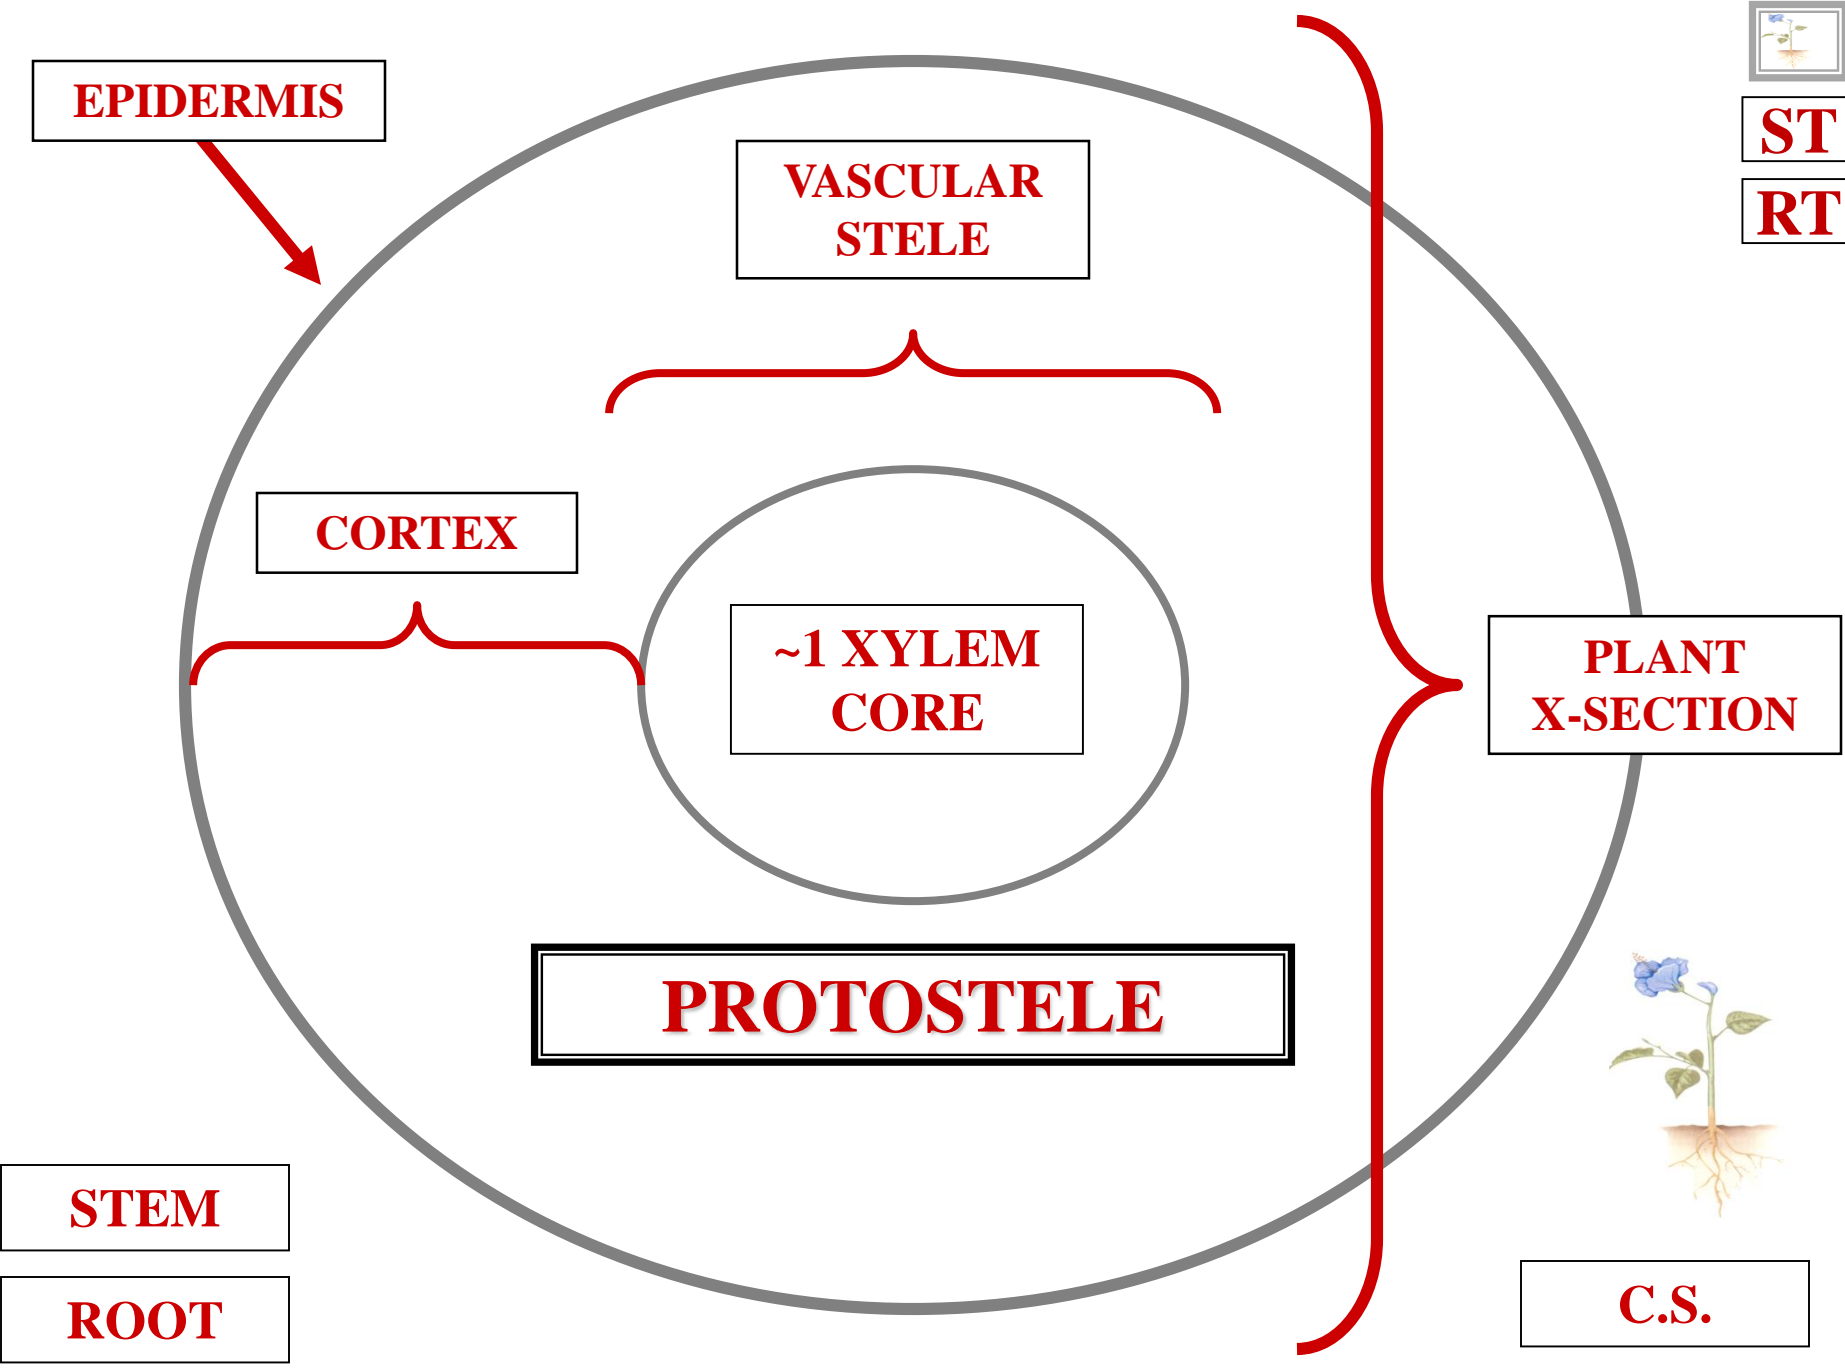 EPIDERMIS
ST
RT
VASCULAR
STELE
CORTEX
~1 XYLEM
CORE
PLANT
X-SECTION
PROTOSTELE
STEM
ROOT
C.S.